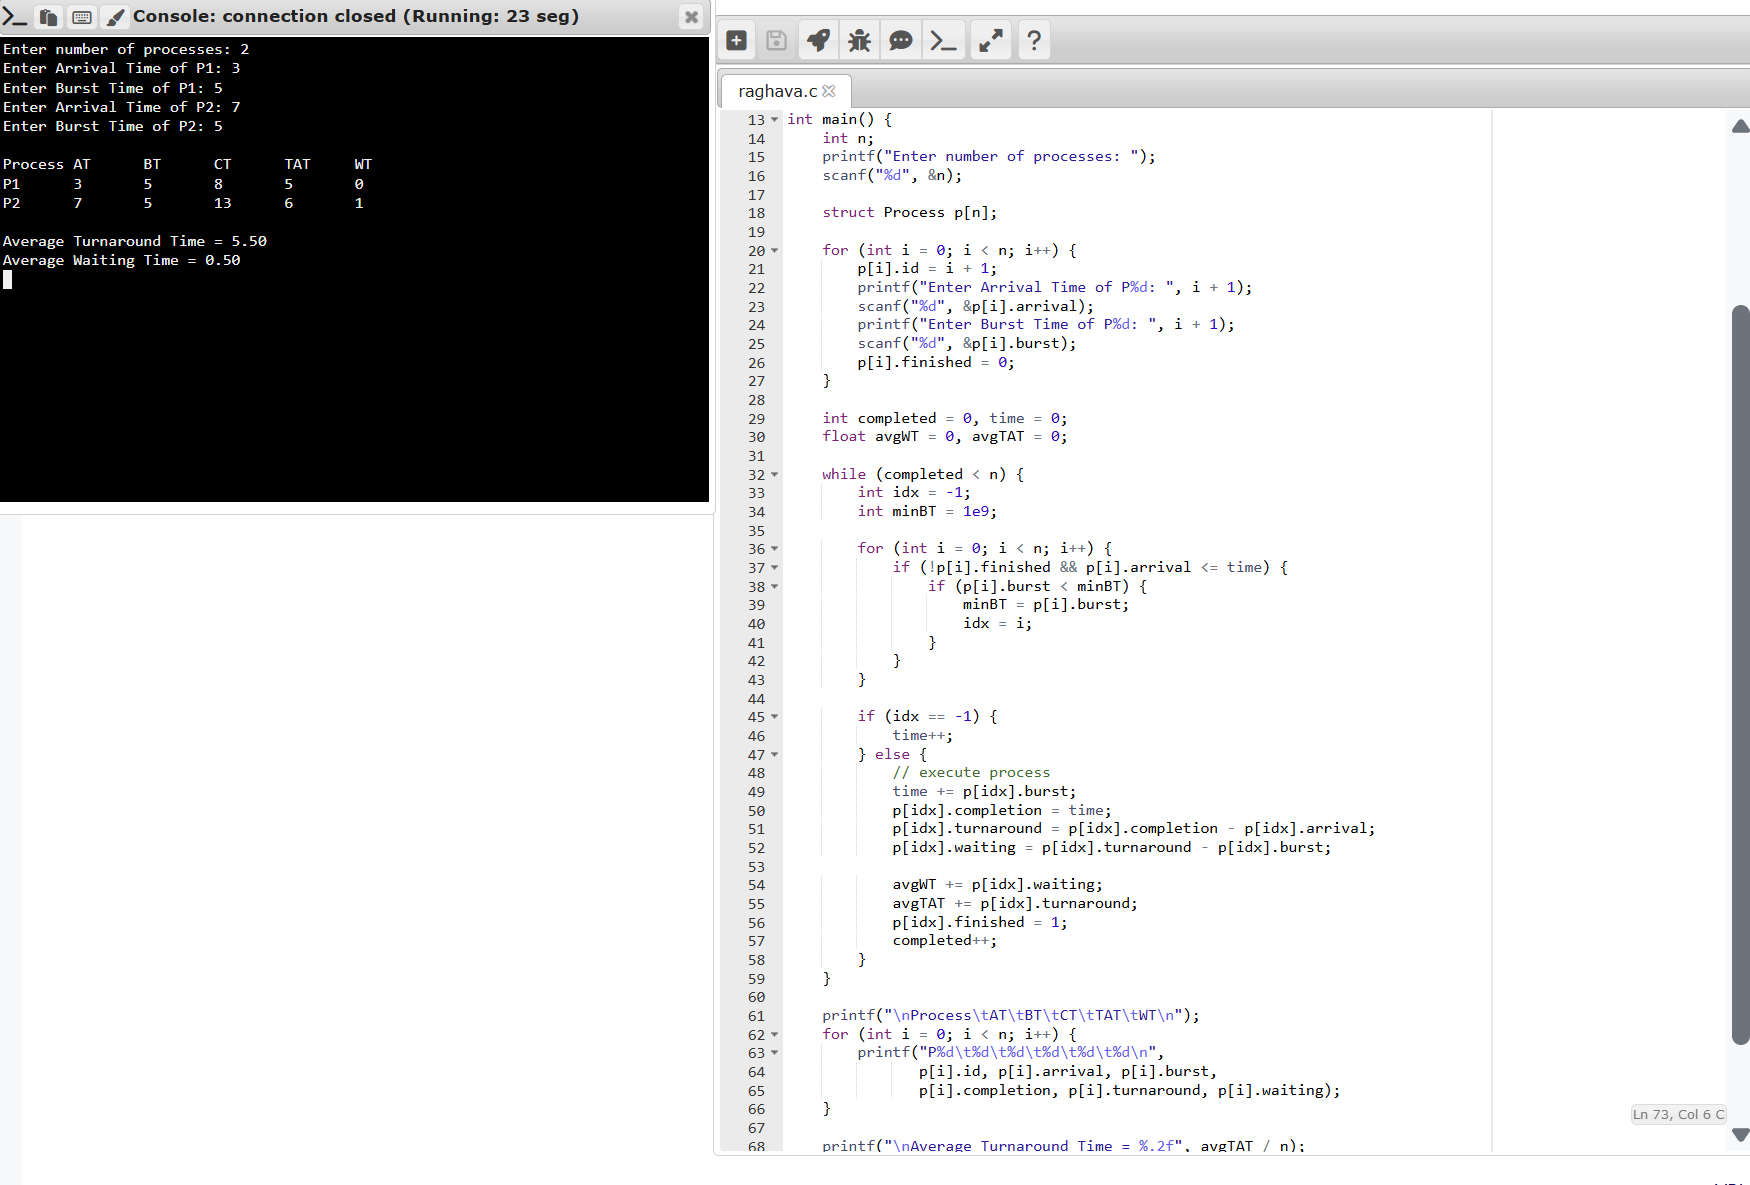 Console: connection closed (Running: 23 seg)
Enter number of processes: 2
Enter Arrival Time of P1: 3
Enter Burst Time of P1: 5
Enter Arrival Time of P2: 7
Enter Burst Time of P2: 5
Process AT BT CT TAT WT
P1 3 5 8 5 0
P2 7 5 13 6 1
Average Turnaround Time = 5.50
Average Waiting Time = 0.50
raghava.c
13 int main() {
14     int n;
15     printf("Enter number of processes: ");
16     scanf("%d", &n);
17
18     struct Process p[n];
19
20     for (int i = 0; i < n; i++) {
21         p[i].id = i + 1;
22         printf("Enter Arrival Time of P%d: ", i + 1);
23         scanf("%d", &p[i].arrival);
24         printf("Enter Burst Time of P%d: ", i + 1);
25         scanf("%d", &p[i].burst);
26         p[i].finished = 0;
27     }
28
29     int completed = 0, time = 0;
30     float avgWT = 0, avgTAT = 0;
31
32     while (completed < n) {
33         int idx = -1;
34         int minBT = 1e9;
35
36         for (int i = 0; i < n; i++) {
37             if (!p[i].finished && p[i].arrival <= time) {
38                 if (p[i].burst < minBT) {
39                     minBT = p[i].burst;
40                     idx = i;
41                 }
42             }
43         }
44
45         if (idx == -1) {
46             time++;
47         } else {
48             // execute process
49             time += p[idx].burst;
50             p[idx].completion = time;
51             p[idx].turnaround = p[idx].completion - p[idx].arrival;
52             p[idx].waiting = p[idx].turnaround - p[idx].burst;
53
54             avgWT += p[idx].waiting;
55             avgTAT += p[idx].turnaround;
56             p[idx].finished = 1;
57             completed++;
58         }
59     }
60
61     printf("\nProcess\tAT\tBT\tCT\tTAT\tWT\n");
62     for (int i = 0; i < n; i++) {
63         printf("P%d\t%d\t%d\t%d\t%d\t%d\n",
64                p[i].id, p[i].arrival, p[i].burst,
65                p[i].completion, p[i].turnaround, p[i].waiting);
66     }
67
68     printf("\nAverage Turnaround Time = %.2f", avgTAT / n);
Ln 73, Col 6 C